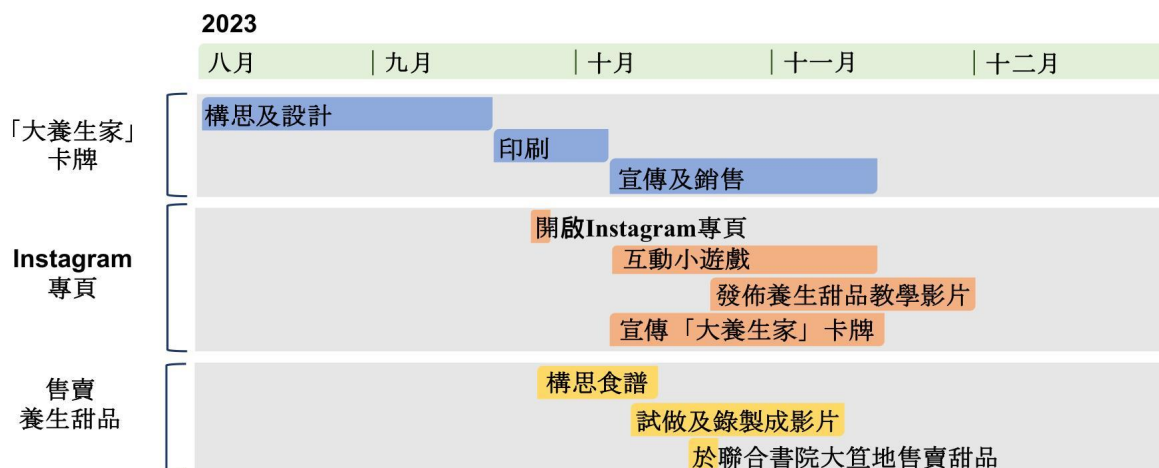 2023
八月 九月 十月 十一月 十二月
「大養生家」
卡牌
構思及設計
印刷
宣傳及銷售
Instagram
專頁
開啟Instagram專頁
互動小遊戲
發佈養生甜品教學影片
宣傳「大養生家」卡牌
售賣
養生甜品
構思食譜
試做及錄製成影片
於聯合書院大笪地售賣甜品